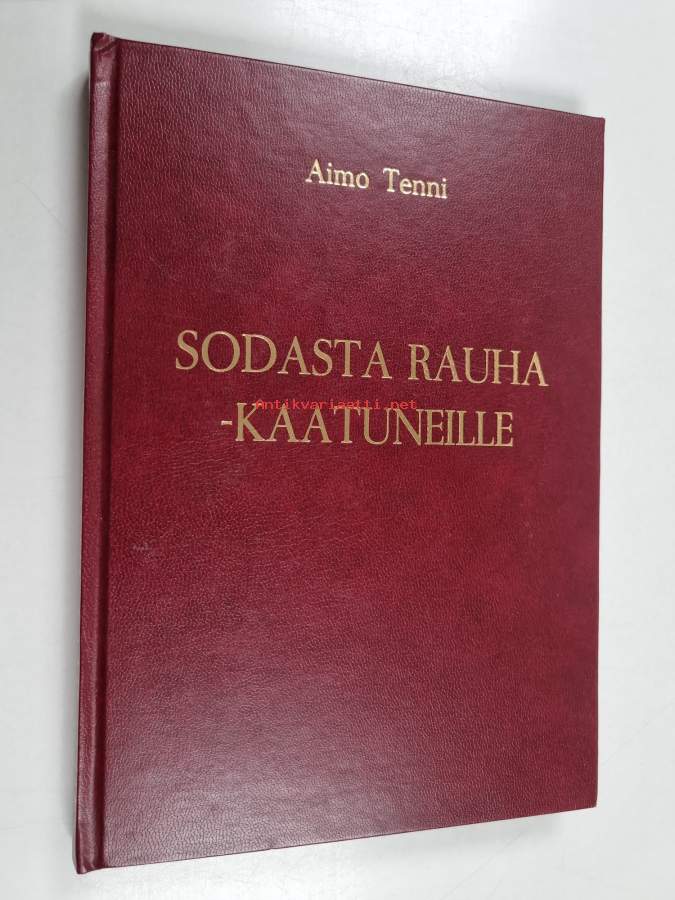 Aimo Tenni
SODASTA RAUHA
Antikvariaatti.net
-KAATUNEILLE